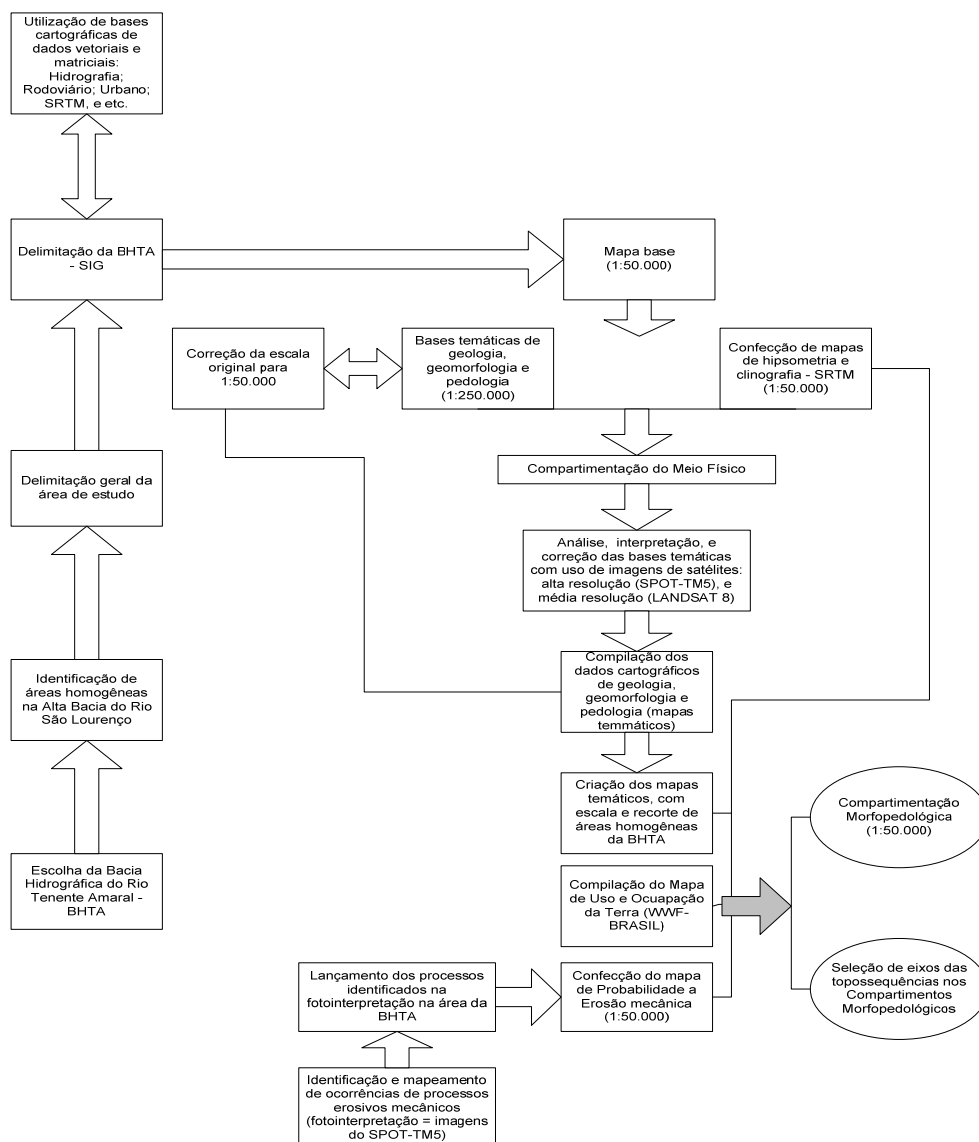 Utilização de bases
cartográficas de
dados vetoriais e
matriciais:
Hidrografia;
Rodoviário; Urbano;
SRTM, e etc.
Delimitação da BHTA
- SIG
Mapa base
(1:50.000)
Correção da escala
original para
1:50.000
Bases temáticas de
geologia,
geomorfologia e
pedologia
(1:250.000)
Confecção de mapas
de hipsometria e
clinografia - SRTM
(1:50.000)
Delimitação geral da
área de estudo
Compartimentação do Meio Físico
Análise, interpretação, e
correção das bases temáticas
com uso de imagens de satélites:
alta resolução (SPOT-TM5), e
média resolução (LANDSAT 8)
Identificação de
áreas homogêneas
na Alta Bacia do Rio
São Lourenço
Compilação dos
dados cartográficos
de geologia,
geomorfologia e
pedologia (mapas
temmáticos)
Criação dos mapas
temáticos, com
escala e recorte de
áreas homogêneas
da BHTA
Compartimentação
Morfopedológica
(1:50.000)
Escolha da Bacia
Hidrográfica do Rio
Tenente Amaral -
BHTA
Compilação do Mapa
de Uso e Ocuapação
da Terra (WWF-
BRASIL)
Lançamento dos processos
identificados na
fotointerpretação na área da
BHTA
Confecção do mapa
de Probabilidade a
Erosão mecânica
(1:50.000)
Seleção de eixos das
topossequências nos
Compartimentos
Morfopedológicos
Identificação e mapeamento
de ocorrências de processos
erosivos mecânicos
(fotointerpretação = imagens
do SPOT-TM5)